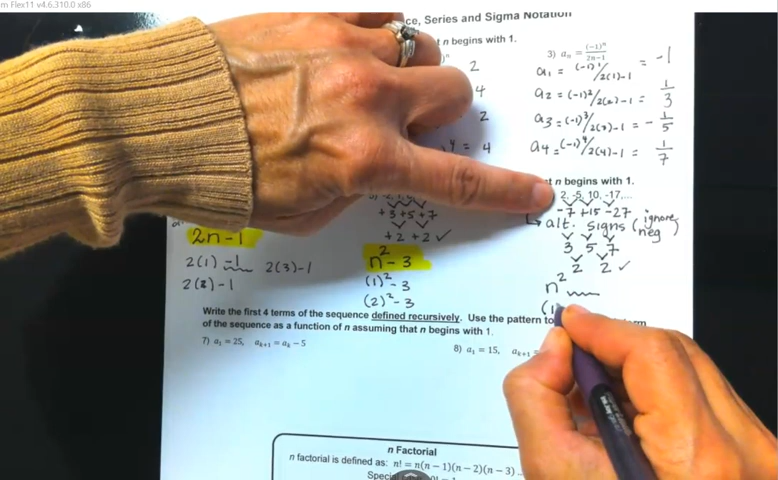 m Flex11 v4.6.310.0 x86
ce, Series and Sigma Notation
n begins with 1.
2
4
2
4 = 4
3) aₙ = (-1)ⁿ/2n-1
a₁ = (-1)¹/2(1)-1 = -1
a₂ = (-1)²/2(2)-1 = 1/3
a₃ = (-1)³/2(3)-1 = -1/5
a₄ = (-1)⁴/2(4)-1 = 1/7
n begins with 1.
2, -5, 10, -17,...
-7 +15 -27
alt. signs (ignore neg)
3 5 7
2 2 ✓
n²
(1
+3 +5 +7
+2 +2 ✓
n² - 3
(1)² - 3
(2)² - 3
2n-1
2(1) -1 2(3)-1
2(2) -1
Write the first 4 terms of the sequence defined recursively. Use the pattern to
of the sequence as a function of n assuming that n begins with 1.
7) a₁ = 25, aₖ₊₁ = aₖ − 5
8) a₁ = 15, aₖ₊₁
n Factorial
n factorial is defined as: n! = n(n − 1)(n − 2)(n − 3)